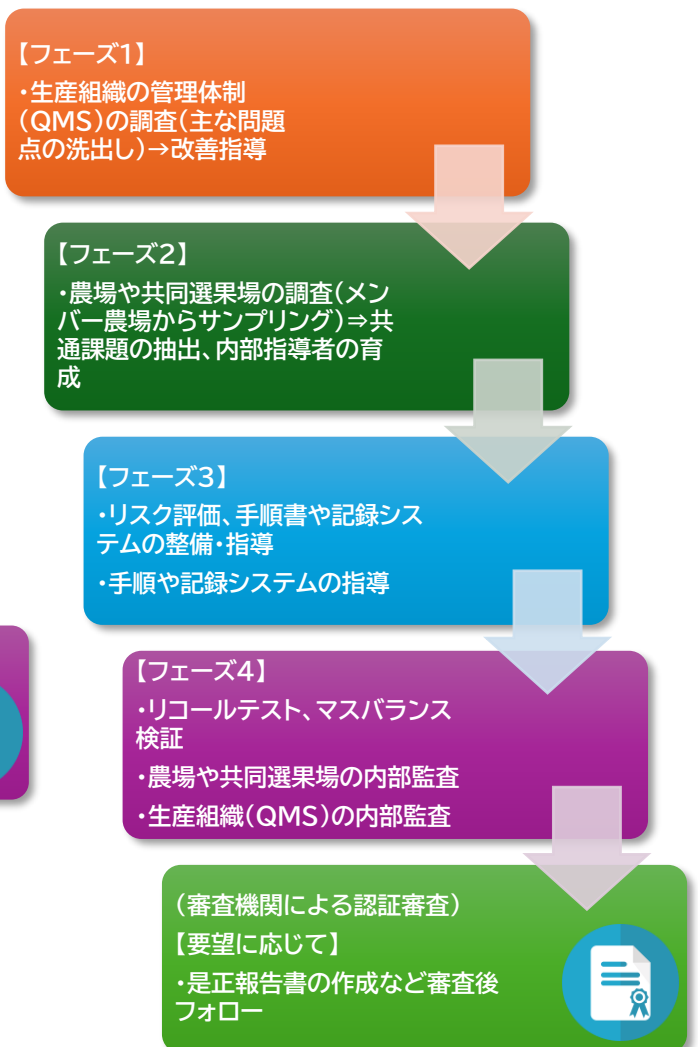 【フェーズ1】
・生産組織の管理体制
(QMS)の調査(主な問題
点の洗出し)→改善指導
【フェーズ2】
・農場や共同選果場の調査(メン
バー農場からサンプリング)⇒共
通課題の抽出、内部指導者の育
成
【フェーズ3】
・リスク評価、手順書や記録シス
テムの整備・指導
・手順や記録システムの指導
【フェーズ4】
・リコールテスト、マスバランス
検証
・農場や共同選果場の内部監査
・生産組織(QMS)の内部監査
(審査機関による認証審査)
【要望に応じて】
・是正報告書の作成など審査後
フォロー